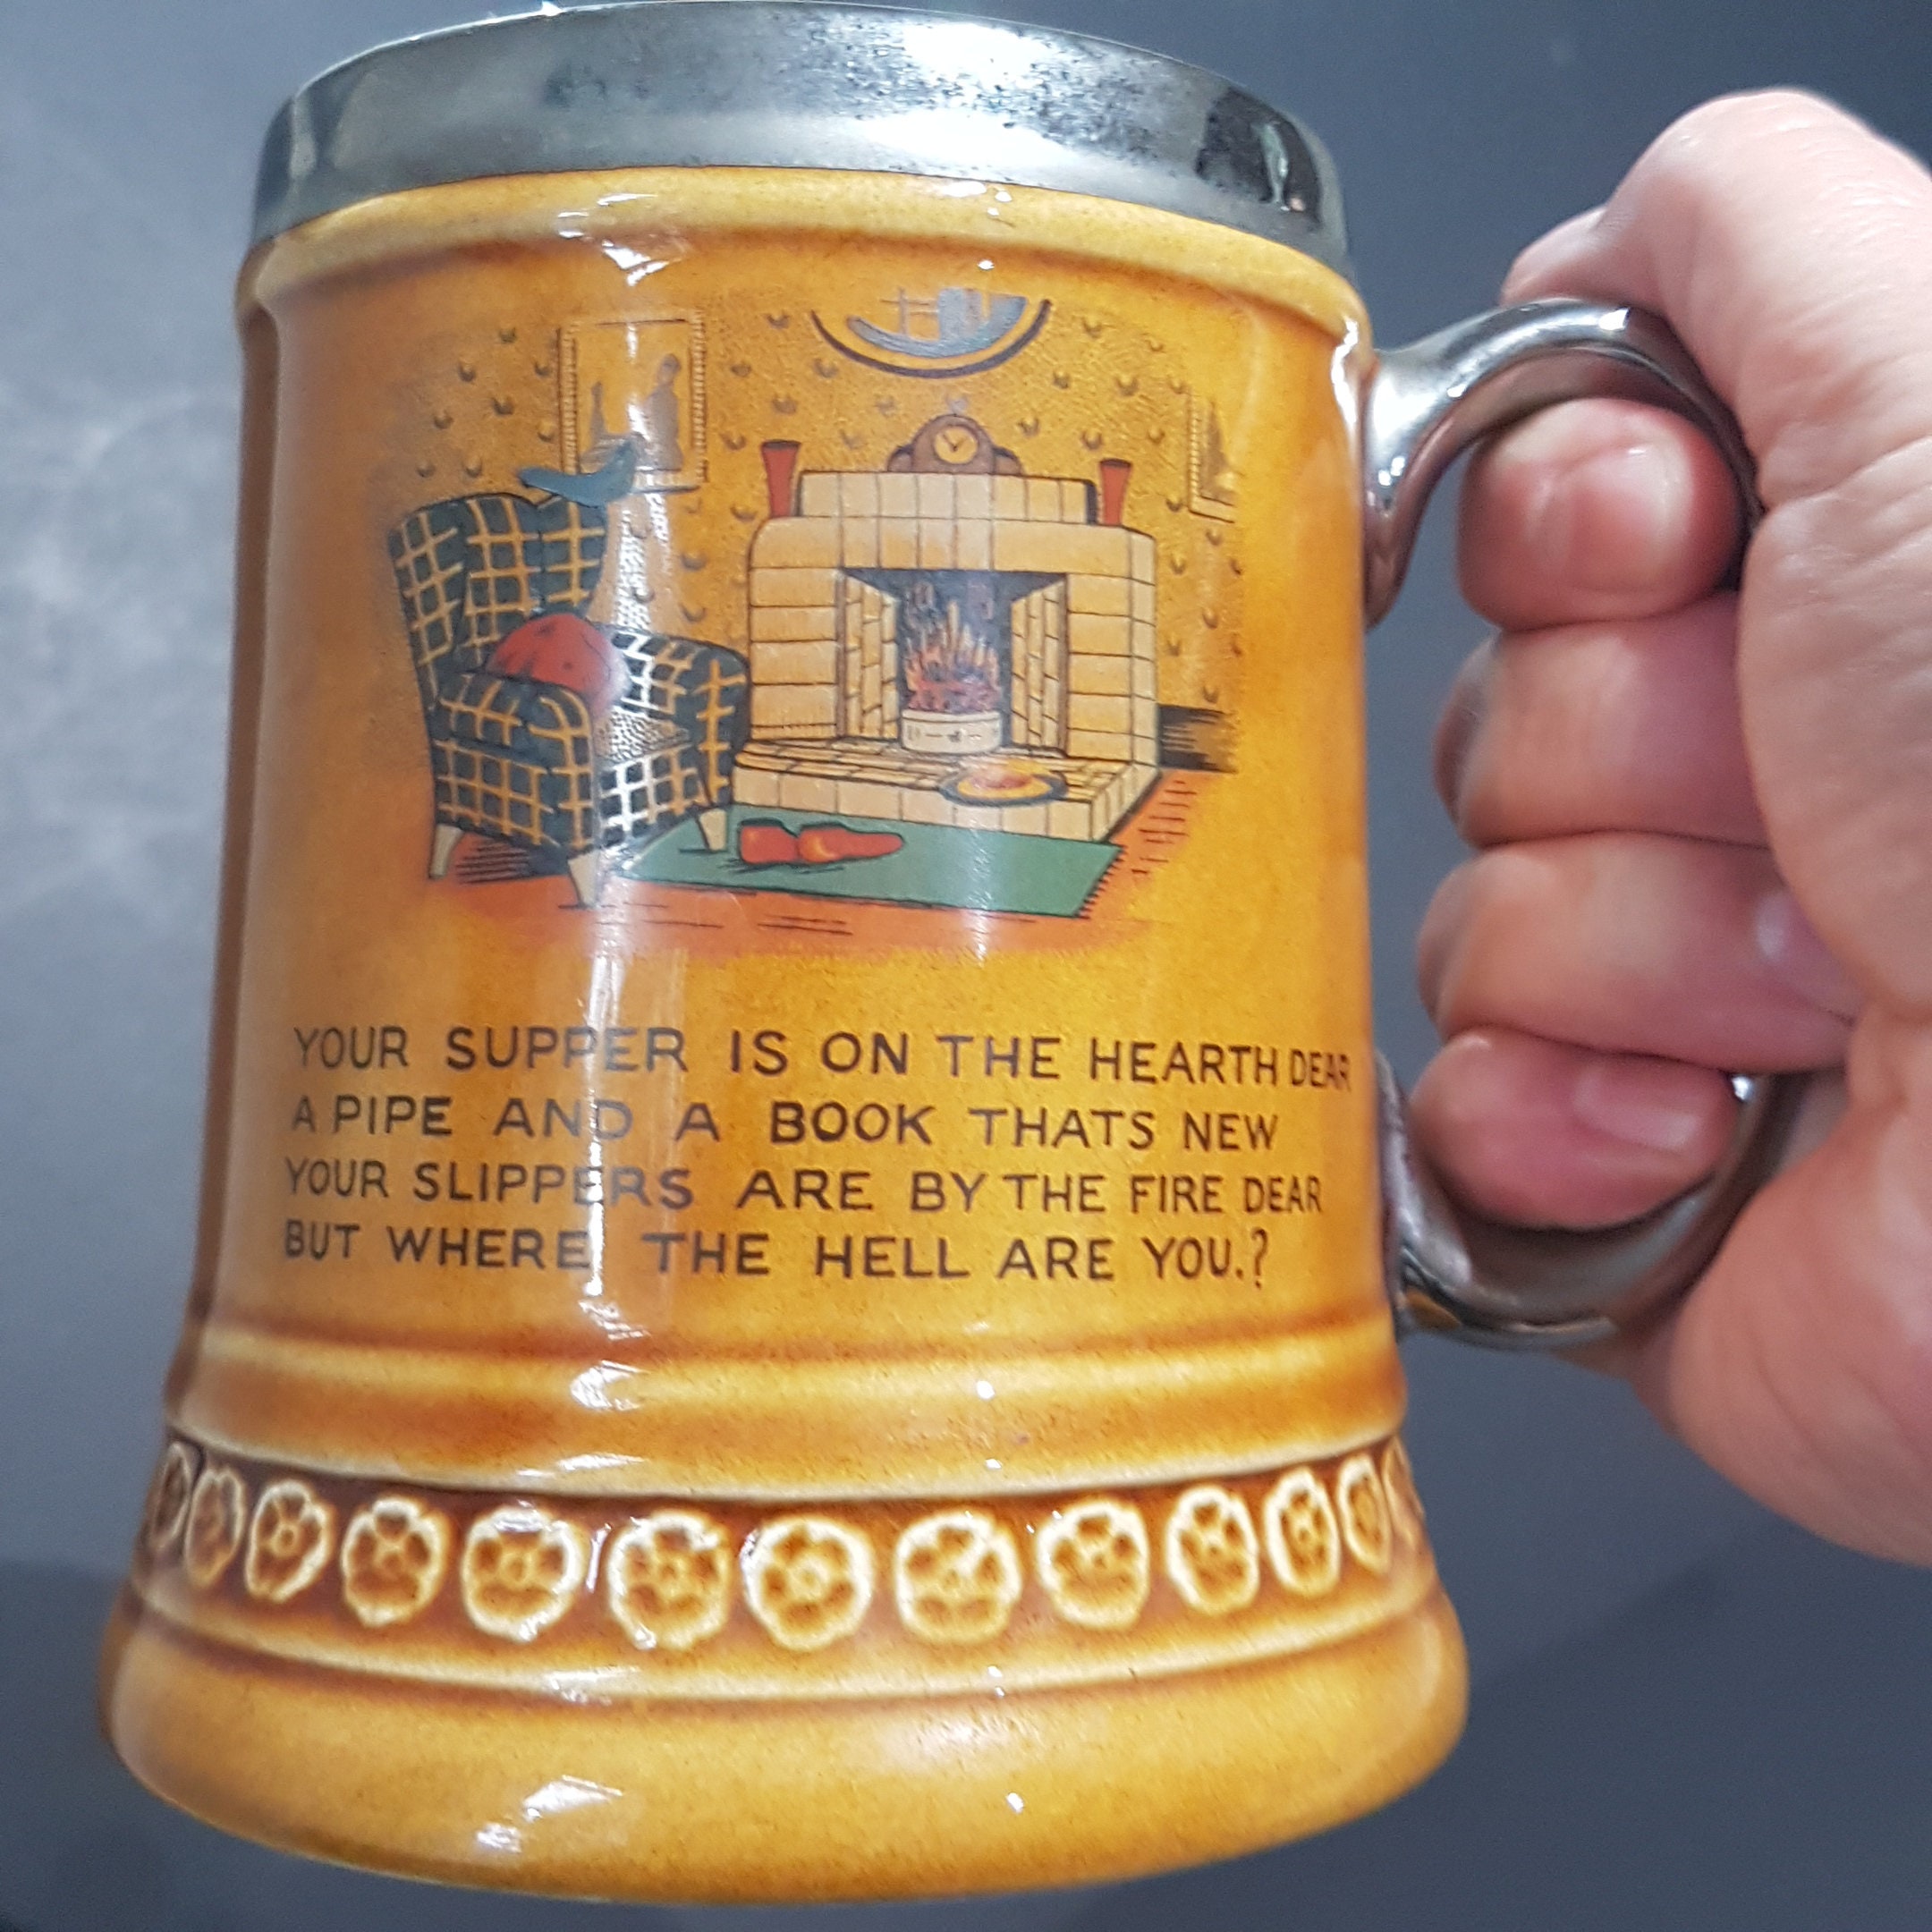 YOUR SUPPER IS ON THE HEARTH DEAR
A PIPE AND A BOOK THATS NEW
YOUR SLIPPERS ARE BY THE FIRE DEAR
BUT WHERE THE HELL ARE YOU.?